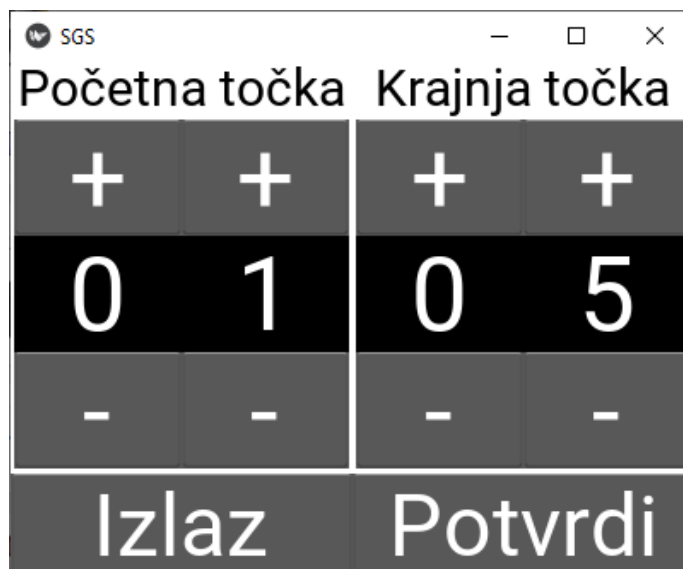 SGS
Početna točka Krajnja točka
+ + + +
0 1 0 5
- - - -
Izlaz Potvrdi